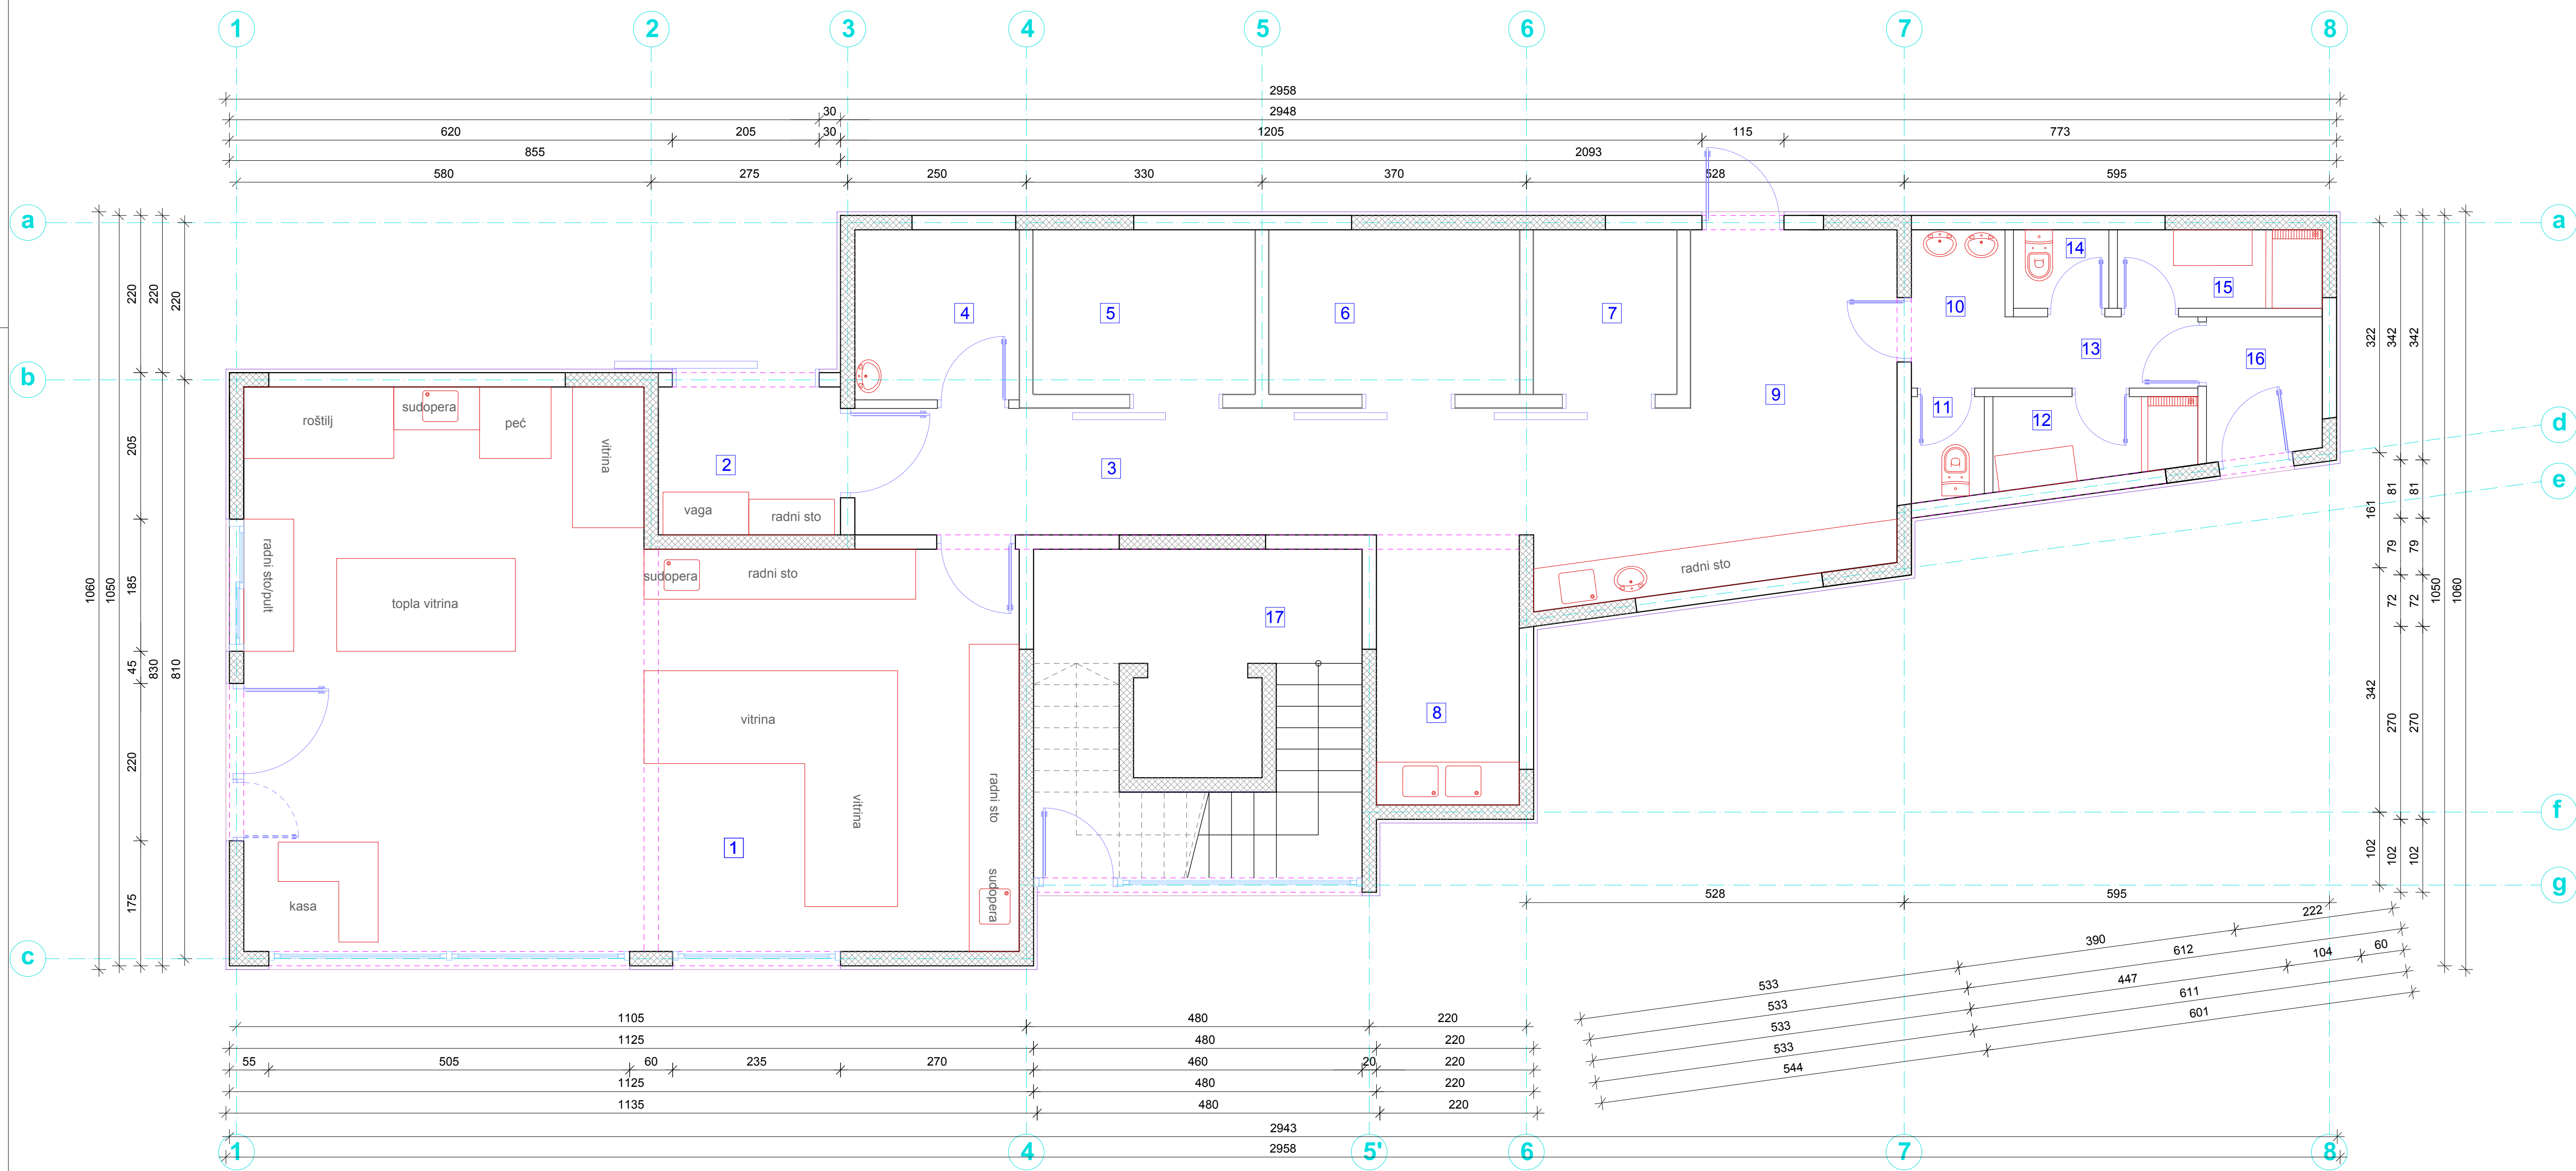 1 2 3 4 5 6 7 8
2958
30 2948
620 205 30 1205 115 773
855 2093
580 275 250 330 370 528 595
a a
b
d
e
f
g
c
220 220 220
205
185
45 830 810
220
175
1060 1050
322 342 342
161 81 81
79 79
72 72
342 270 270
102 102 102
1050 1060
4 5 6 7 10 14 15
13 16
9
11 12
2 3
17
8
1
roštilj
sudopera
peć
vitrina
vaga
radni sto
radni sto/pult
topla vitrina
sudopera
radni sto
radni sto
vitrina
vitrina
radni sto
sudopera
kasa
528 595
533 390 222
533 612
533 447 104 60
533 611
544 601
1105 480 220
1125 480 220
55 505 60 235 270 460 20 220
1125 480 220
1135 480 220
2943
2958
1 4 5' 6 7 8